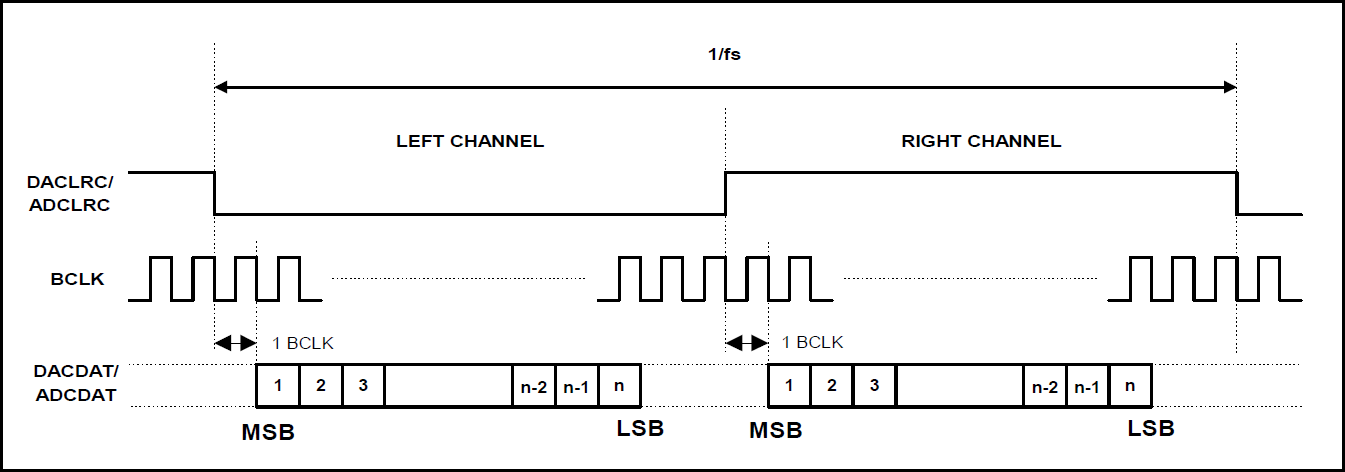 1/fs
LEFT CHANNEL RIGHT CHANNEL
DACLRC/
ADCLRC
BCLK
1 BCLK 1 BCLK
DACDAT/
ADCDAT
1 2 3 n-2 n-1 n 1 2 3 n-2 n-1 n
MSB LSB MSB LSB